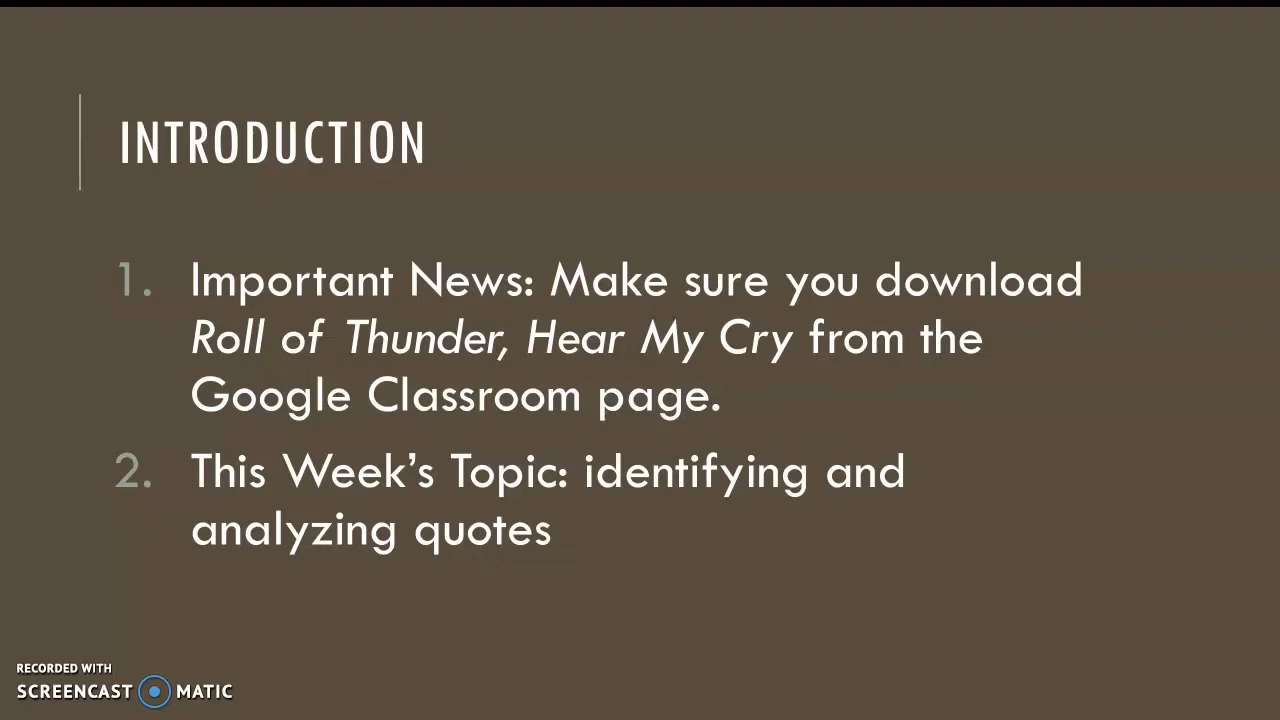 INTRODUCTION
1. Important News: Make sure you download
Roll of Thunder, Hear My Cry from the
Google Classroom page.
2. This Week’s Topic: identifying and
analyzing quotes
RECORDED WITH
SCREENCAST MATIC